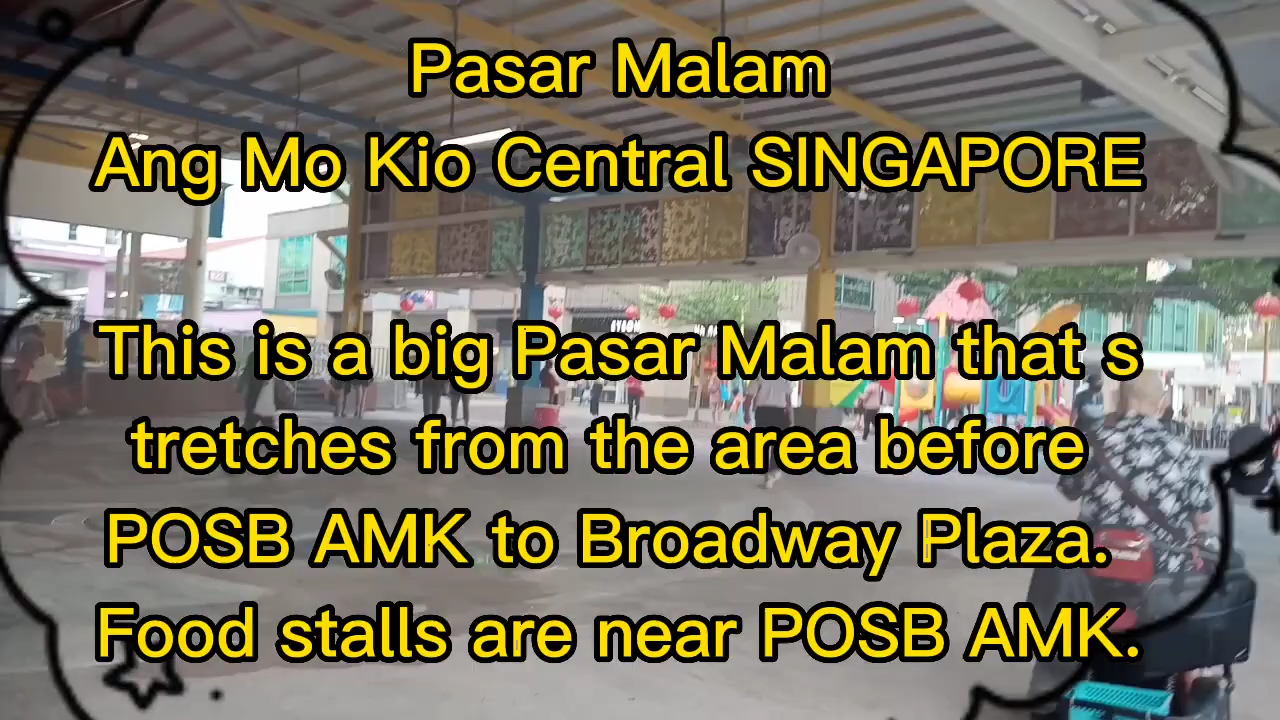 Pasar Malam
Ang Mo Kio Central SINGAPORE
This is a big Pasar Malam that s
tretches from the area before
POSB AMK to Broadway Plaza.
Food stalls are near POSB AMK.